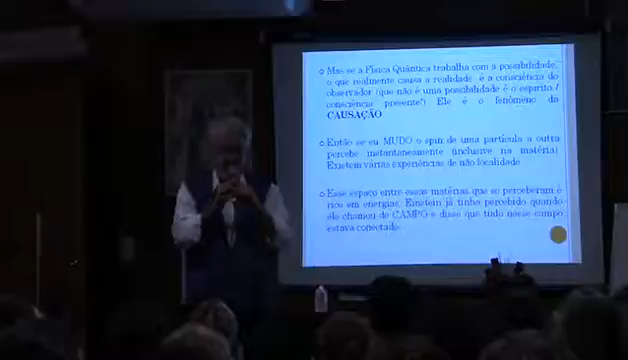 Mas se a Física Quântica trabalha com a possibilidade,
o que realmente causa a realidade é a consciência do
observador (que não é uma possibilidade é o espírito /
consciência presente!) Ele é o fenômeno da
CAUSAÇÃO
Então se eu MUDO o spin de uma partícula a outra
percebe instantaneamente (inclusive na matéria)
Existem várias experiências de não localidade
Esse espaço entre essas matérias que se perceberam é
rico em energias, Einstein já tinha percebido quando
ele chamou de CAMPO e disse que tudo nesse campo
estava conectado.